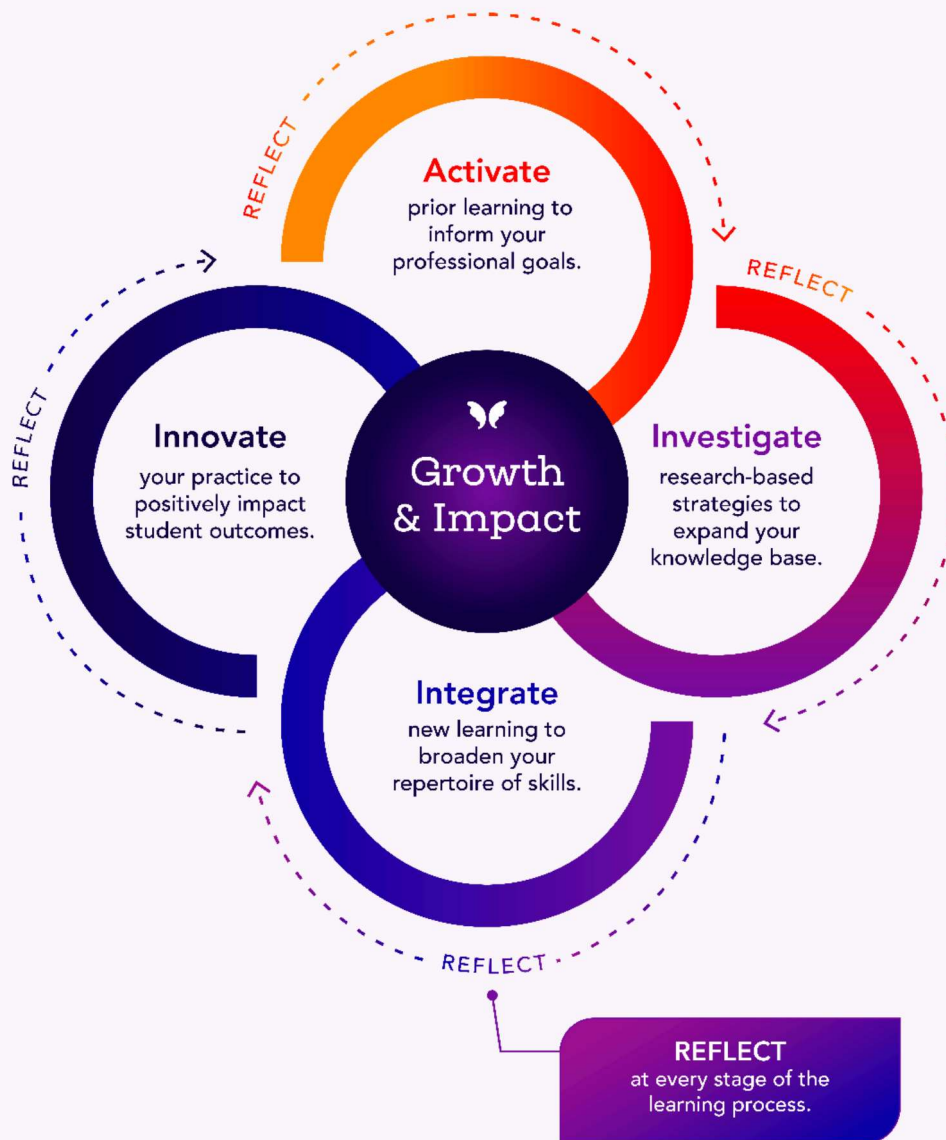 REFLECT
Activate
prior learning to
inform your
professional goals.
REFLECT
Investigate
research-based
strategies to
expand your
knowledge base.
Growth
& Impact
REFLECT
Innovate
your practice to
positively impact
student outcomes.
Integrate
new learning to
broaden your
repertoire of skills.
REFLECT
REFLECT
at every stage of the
learning process.